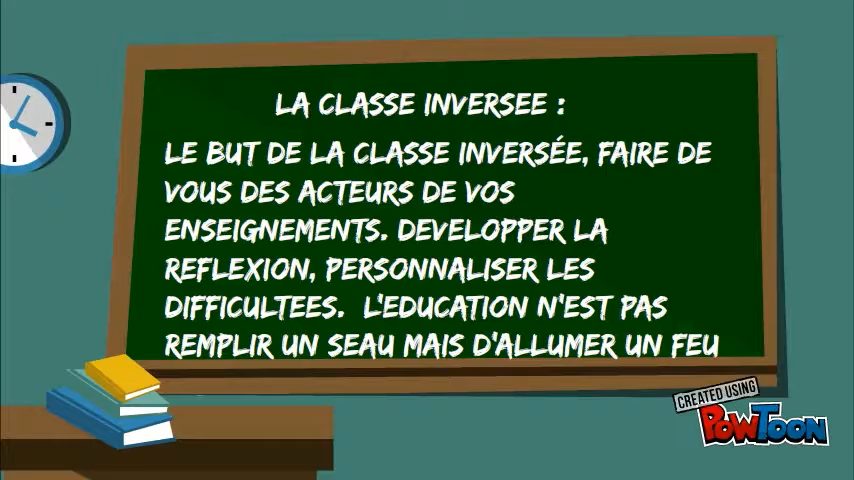 LA CLASSE INVERSEE :
LE BUT DE LA CLASSE INVERSÉE, FAIRE DE
VOUS DES ACTEURS DE VOS
ENSEIGNEMENTS. DEVELOPPER LA
REFLEXION, PERSONNALISER LES
DIFFICULTEES. L'EDUCATION N'EST PAS
REMPLIR UN SEAU MAIS D'ALLUMER UN FEU
CREATED USING
POWTOON